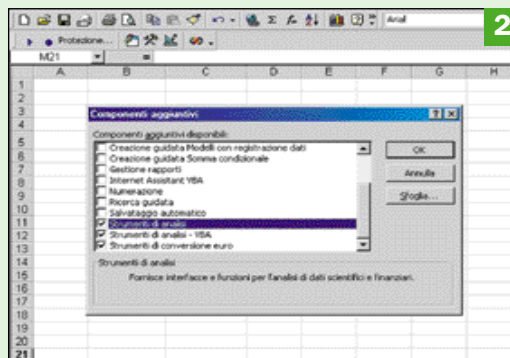 Arial
2
Protezione...
M21
=
A B C D E F G H
1
2
3
4
5
6
7
8
9
10
11
12
13
14
15
16
17
18
19
20
21
Componenti aggiuntivi
Componenti aggiuntivi disponibili:
Creazione guidata Modelli con registrazione dati
Creazione guidata Somma condizionale
Gestione rapporti
Internet Assistant VBA
Numerazione
Ricerca guidata
Salvataggio automatico
Strumenti di analisi
Strumenti di analisi - VBA
Strumenti di conversione euro
OK
Annulla
Sfoglia...
Strumenti di analisi
Fornisce interfacce e funzioni per l'analisi di dati scientifici e finanziari.